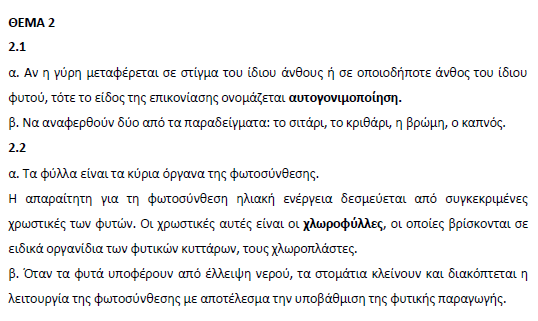 ΘΕΜΑ 2
2.1
α. Αν η γύρη μεταφέρεται σε στίγμα του ίδιου άνθους ή σε οποιοδήποτε άνθος του ίδιου
φυτού, τότε το είδος της επικονίασης ονομάζεται αυτογονιμοποίηση.
β. Να αναφερθούν δύο από τα παραδείγματα: το σιτάρι, το κριθάρι, η βρώμη, ο καπνός.
2.2
α. Τα φύλλα είναι τα κύρια όργανα της φωτοσύνθεσης.
Η απαραίτητη για τη φωτοσύνθεση ηλιακή ενέργεια δεσμεύεται από συγκεκριμένες
χρωστικές των φυτών. Οι χρωστικές αυτές είναι οι χλωροφύλλες, οι οποίες βρίσκονται σε
ειδικά οργανίδια των φυτικών κυττάρων, τους χλωροπλάστες.
β. Όταν τα φυτά υποφέρουν από έλλειψη νερού, τα στομάτια κλείνουν και διακόπτεται η
λειτουργία της φωτοσύνθεσης με αποτέλεσμα την υποβάθμιση της φυτικής παραγωγής.